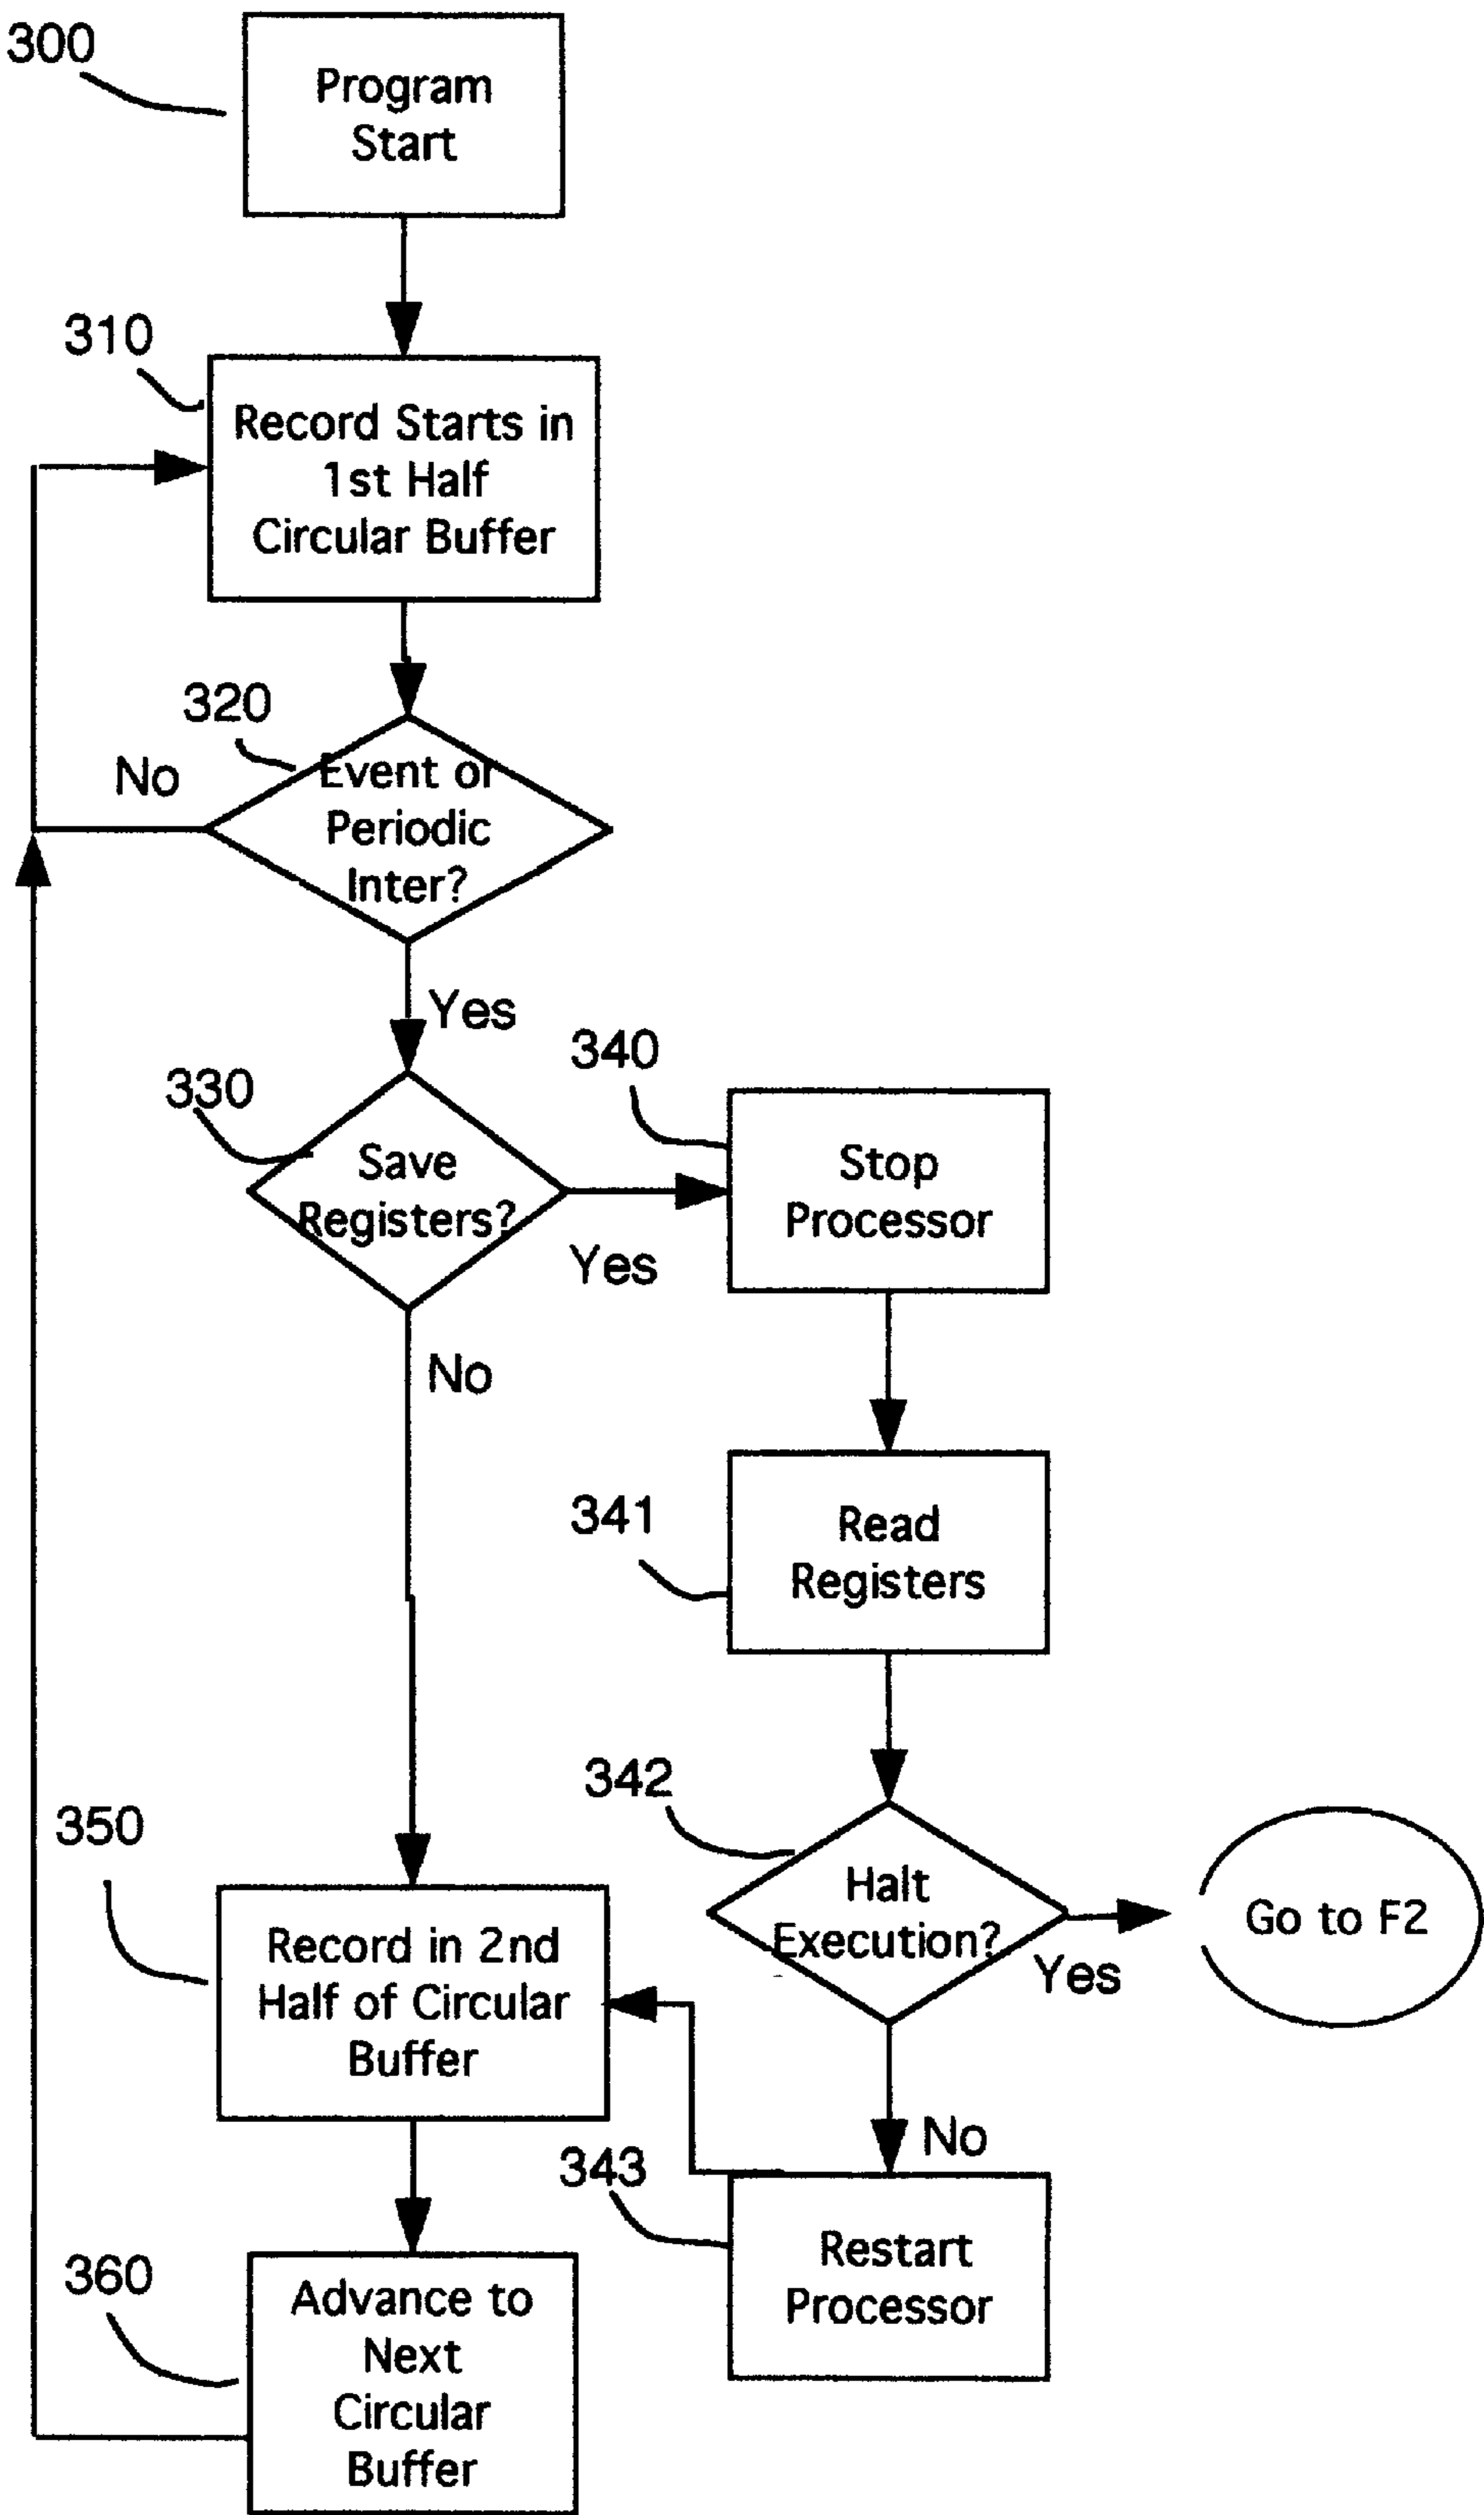 300
Program
Start
310
Record Starts in
1st Half
Circular Buffer
320
No
Event or
Periodic
Inter?
Yes
330
Save
Registers?
Yes
No
340
Stop
Processor
341
Read
Registers
342
Halt
Execution?
Yes
Go to F2
No
350
Record in 2nd
Half of Circular
Buffer
343
Restart
Processor
360
Advance to
Next
Circular
Buffer